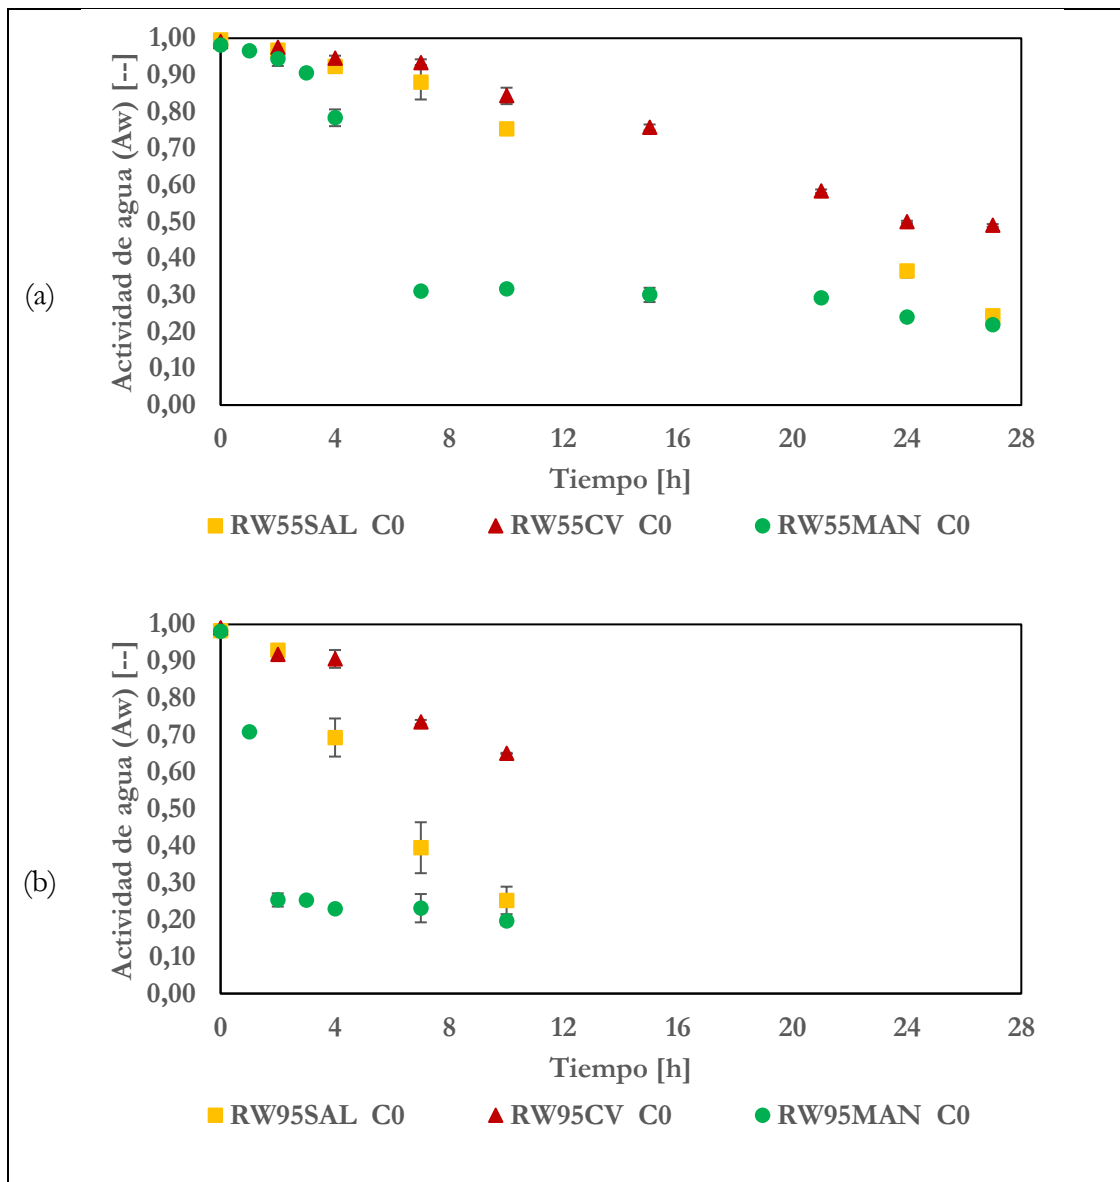 (a)
Actividad de agua (Aw) [--]
1,00
0,90
0,80
0,70
0,60
0,50
0,40
0,30
0,20
0,10
0,00
0 4 8 12 16 20 24 28
Tiempo [h]
RW55SAL C0 RW55CV C0 RW55MAN C0
(b)
Actividad de agua (Aw) [--]
1,00
0,90
0,80
0,70
0,60
0,50
0,40
0,30
0,20
0,10
0,00
0 4 8 12 16 20 24 28
Tiempo [h]
RW95SAL C0 RW95CV C0 RW95MAN C0